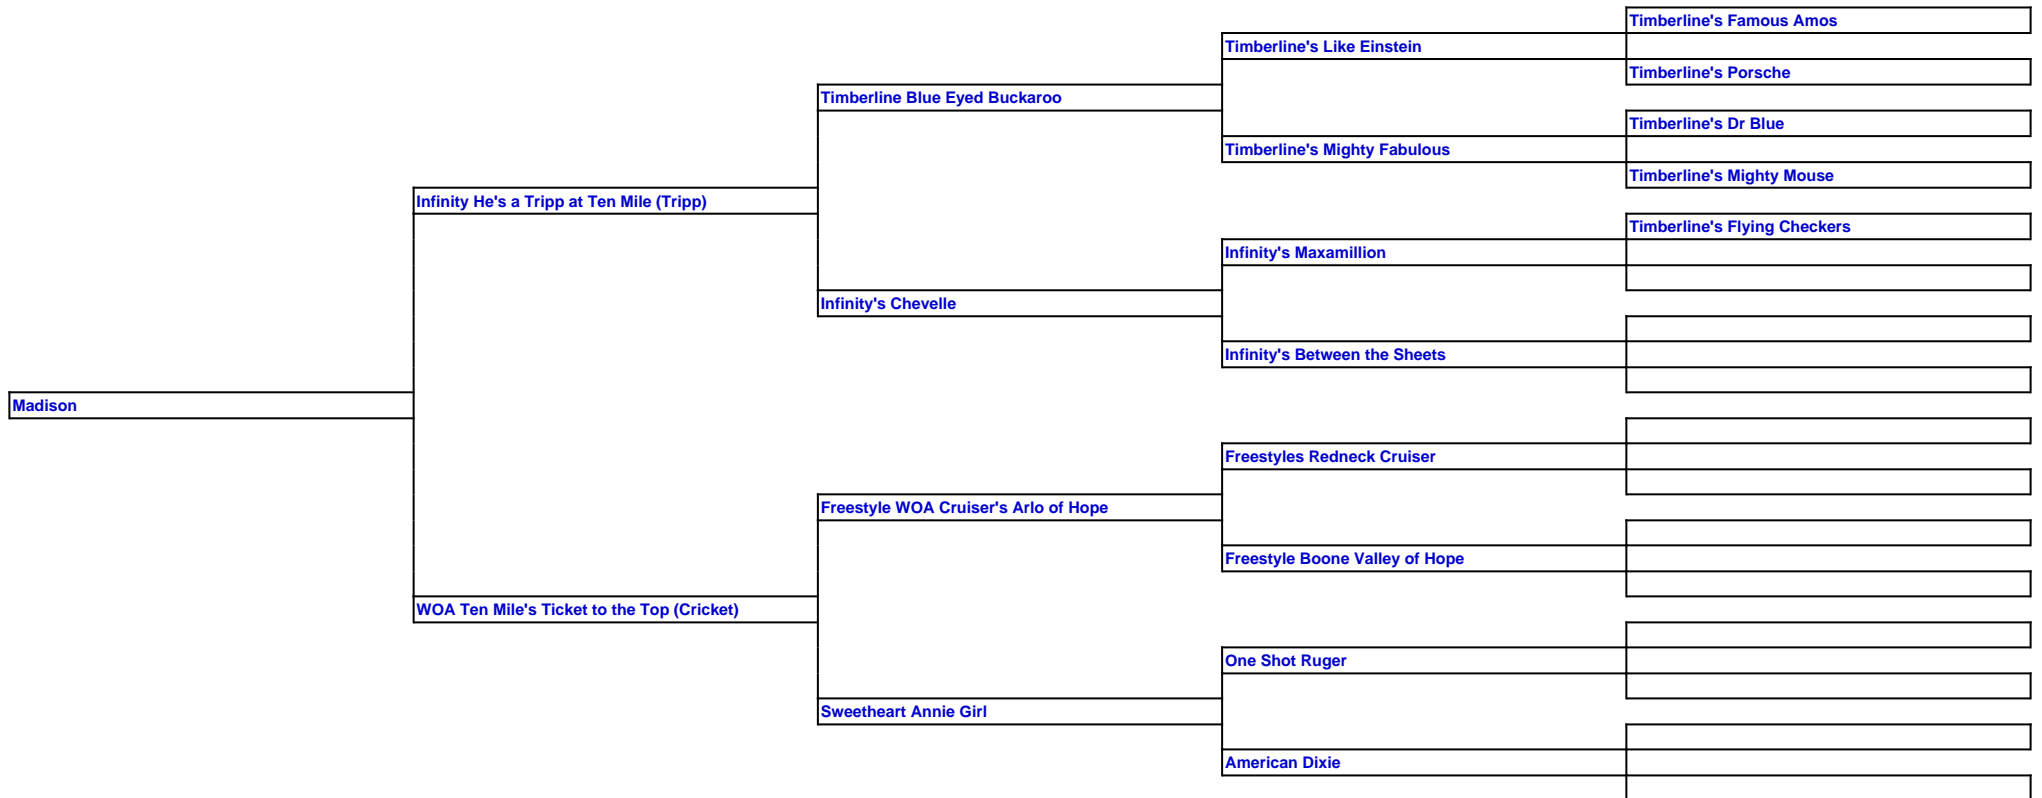 Timberline's Famous Amos
Timberline's Like Einstein
Timberline's Porsche
Timberline Blue Eyed Buckaroo
Timberline's Dr Blue
Timberline's Mighty Fabulous
Timberline's Mighty Mouse
Infinity He's a Tripp at Ten Mile (Tripp)
Timberline's Flying Checkers
Infinity's Maxamillion
Infinity's Chevelle
Infinity's Between the Sheets
Madison
Freestyles Redneck Cruiser
Freestyle WOA Cruiser's Arlo of Hope
Freestyle Boone Valley of Hope
WOA Ten Mile's Ticket to the Top (Cricket)
One Shot Ruger
Sweetheart Annie Girl
American Dixie